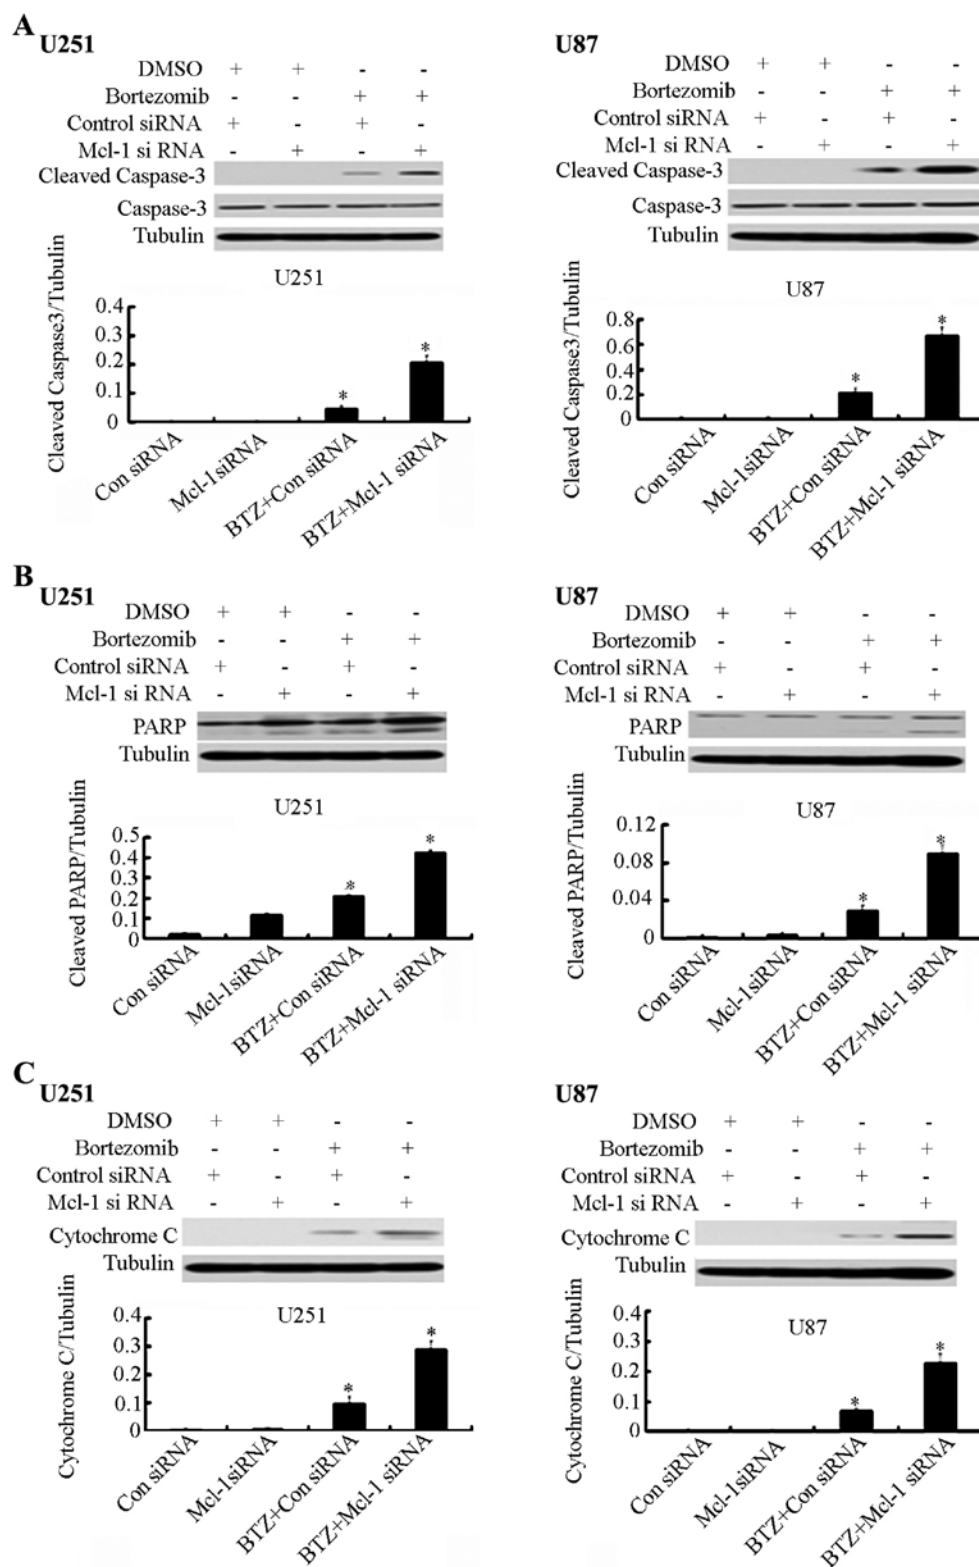 A
U251
DMSO + + - -
Bortezomib - - + +
Control siRNA + - + -
Mcl-1 si RNA - + - +
Cleaved Caspase-3
Caspase-3
Tubulin
U251
Cleaved Caspase3/Tubulin
0.4
0.3
0.2
0.1
0
*
*
Con siRNA
Mcl-1siRNA
BTZ+Con siRNA
BTZ+Mcl-1 siRNA
U87
DMSO + + - -
Bortezomib - - + +
Control siRNA + - + -
Mcl-1 si RNA - + - +
Cleaved Caspase-3
Caspase-3
Tubulin
U87
Cleaved Caspase3/Tubulin
0.8
0.6
0.4
0.2
0
*
*
Con siRNA
Mcl-1siRNA
BTZ+Con siRNA
BTZ+Mcl-1 siRNA
B
U251
DMSO + + - -
Bortezomib - - + +
Control siRNA + - + -
Mcl-1 si RNA - + - +
PARP
Tubulin
U251
Cleaved PARP/Tubulin
0.5
0.4
0.3
0.2
0.1
0
*
*
Con siRNA
Mcl-1siRNA
BTZ+Con siRNA
BTZ+Mcl-1 siRNA
U87
DMSO + + - -
Bortezomib - - + +
Control siRNA + - + -
Mcl-1 si RNA - + - +
PARP
Tubulin
U87
Cleaved PARP/Tubulin
0.12
0.08
0.04
0
*
*
Con siRNA
Mcl-1siRNA
BTZ+Con siRNA
BTZ+Mcl-1 siRNA
C
U251
DMSO + + - -
Bortezomib - - + +
Control siRNA + - + -
Mcl-1 si RNA - + - +
Cytochrome C
Tubulin
U251
Cytochrome C/Tubulin
0.4
0.3
0.2
0.1
0
*
*
Con siRNA
Mcl-1siRNA
BTZ+Con siRNA
BTZ+Mcl-1 siRNA
U87
DMSO + + - -
Bortezomib - - + +
Control siRNA + - + -
Mcl-1 si RNA - + - +
Cytochrome C
Tubulin
U87
Cytochrome C/Tubulin
0.4
0.3
0.2
0.1
0
*
*
Con siRNA
Mcl-1siRNA
BTZ+Con siRNA
BTZ+Mcl-1 siRNA